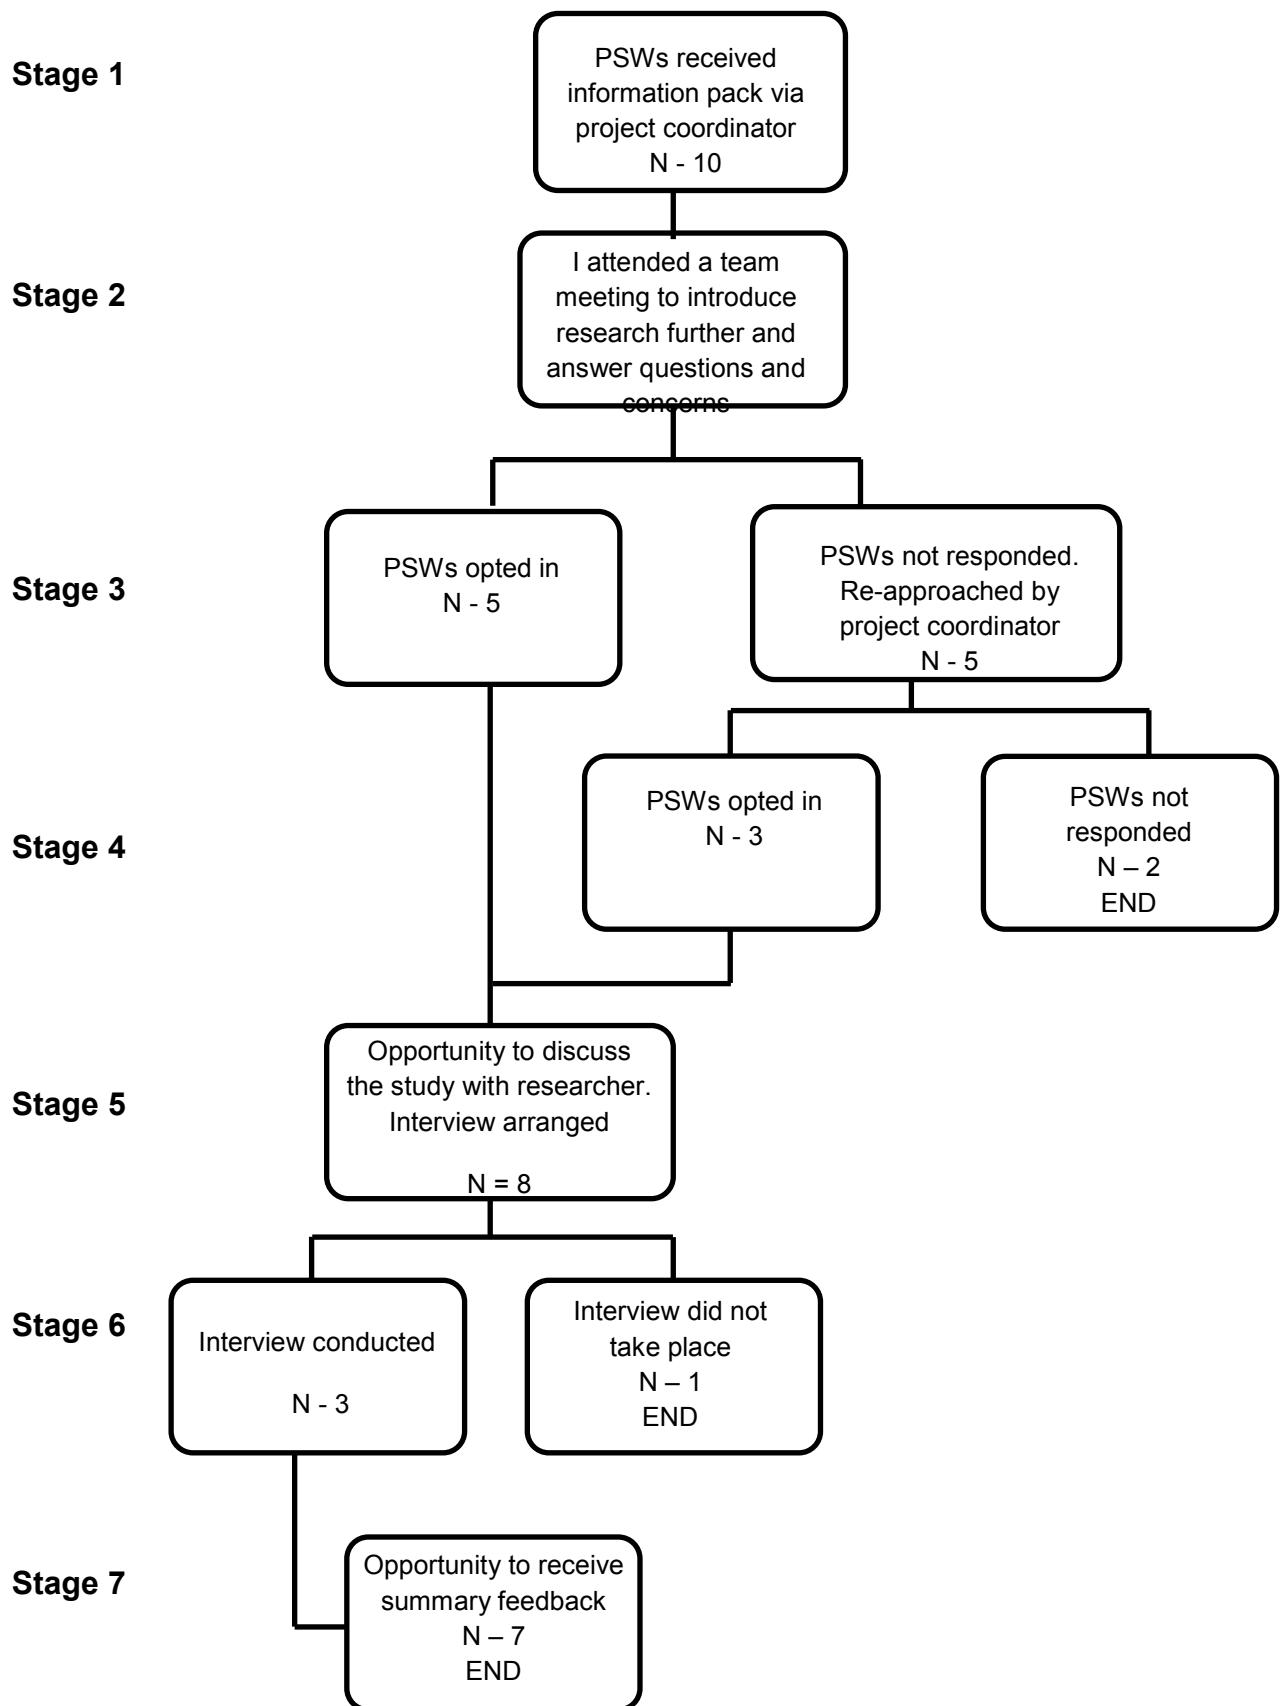 Stage 1
PSWs received
information pack via
project coordinator
N - 10
Stage 2
I attended a team
meeting to introduce
research further and
answer questions and
concerns
Stage 3
PSWs opted in
N - 5
PSWs not responded.
Re-approached by
project coordinator
N - 5
Stage 4
PSWs opted in
N - 3
PSWs not
responded
N – 2
END
Stage 5
Opportunity to discuss
the study with researcher.
Interview arranged
N = 8
Stage 6
Interview conducted
N - 3
Interview did not
take place
N – 1
END
Stage 7
Opportunity to receive
summary feedback
N – 7
END